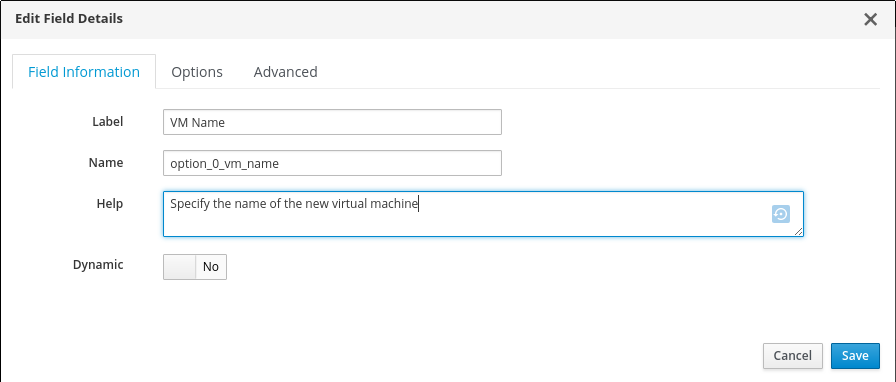 Edit Field Details
Field Information Options Advanced
Label VM Name
Name option_0_vm_name
Help Specify the name of the new virtual machine
Dynamic No
Cancel Save